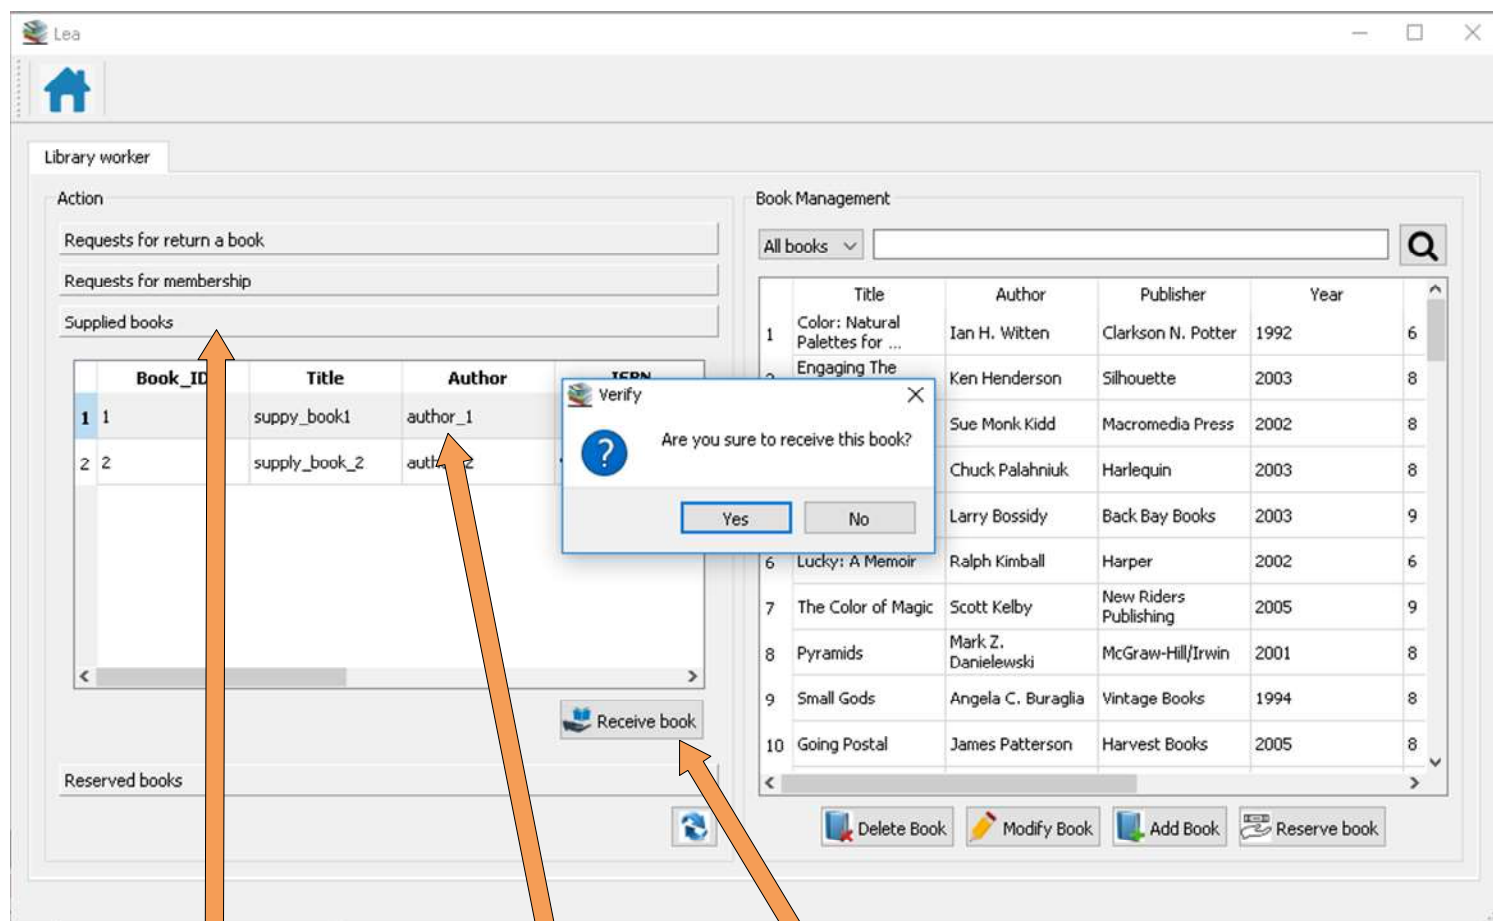 Lea
Library worker
Action
Requests for return a book
Requests for membership
Supplied books
Book_ID Title Author ISBN
1 1 suppy_book1 author_1
2 2 supply_book_2
Receive book
Reserved books
Verify
Are you sure to receive this book?
Yes No
Book Management
All books
Title Author Publisher Year
1 Color: Natural Palettes for ... Ian H. Witten Clarkson N. Potter 1992 6
Engaging The Ken Henderson Silhouette 2003 8
Sue Monk Kidd Macromedia Press 2002 8
Chuck Palahniuk Harlequin 2003 8
Larry Bossidy Back Bay Books 2003 9
6 Lucky: A Memoir Ralph Kimball Harper 2002 6
7 The Color of Magic Scott Kelby New Riders Publishing 2005 9
8 Pyramids Mark Z. Danielewski McGraw-Hill/Irwin 2001 8
9 Small Gods Angela C. Buraglia Vintage Books 1994 8
10 Going Postal James Patterson Harvest Books 2005 8
Delete Book Modify Book Add Book Reserve book